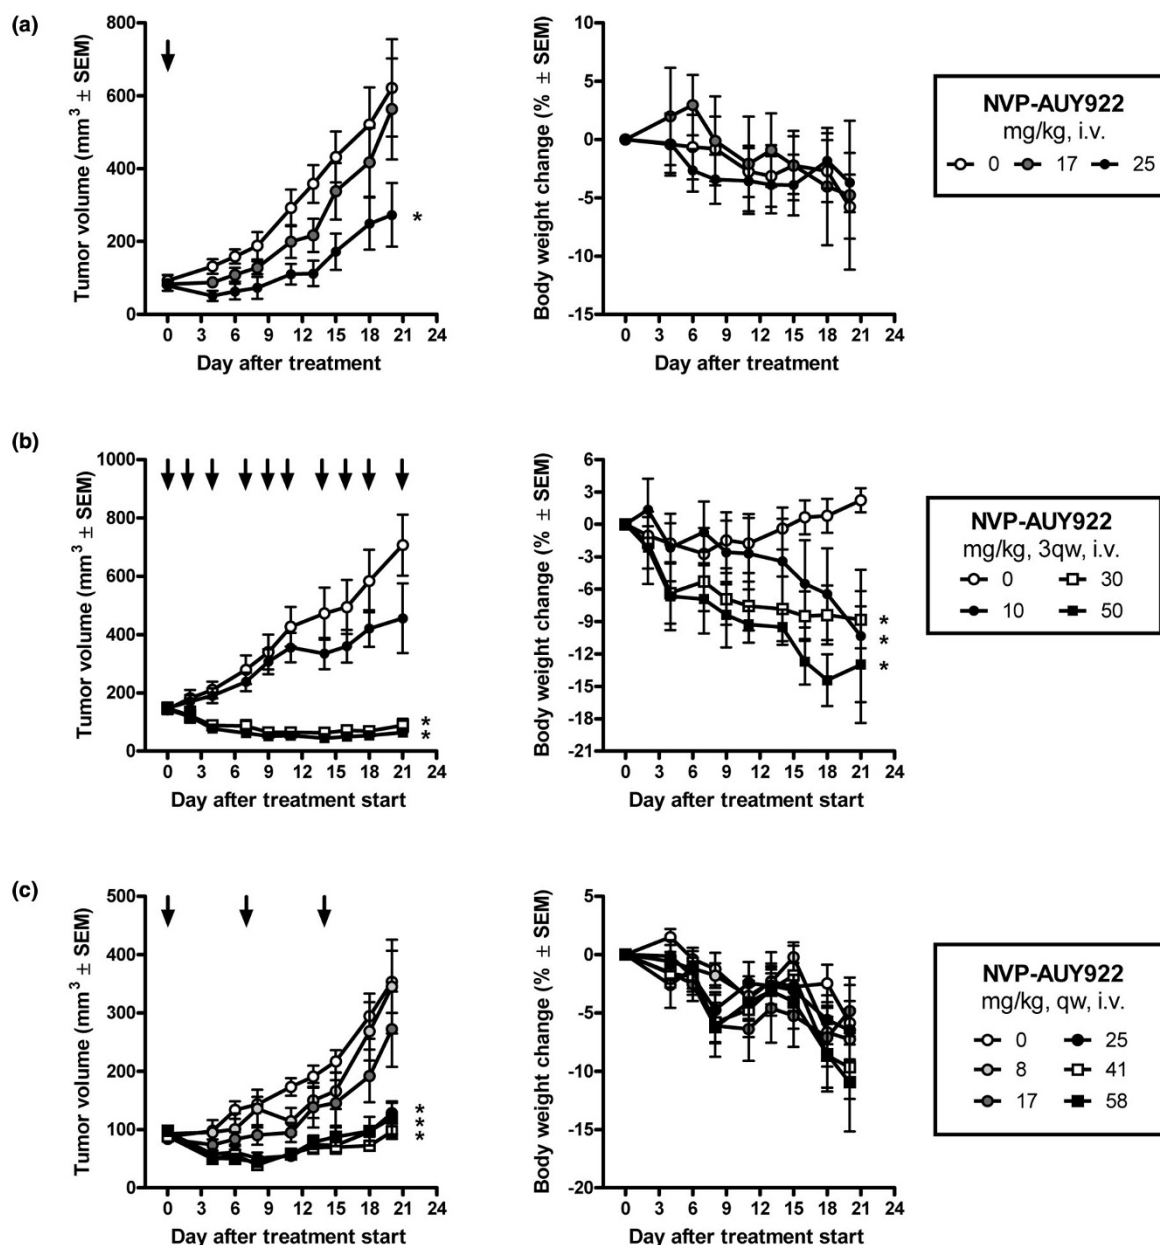 (a)
Tumor volume (mm³ ± SEM)
800
600
400
200
0
*
0 3 6 9 12 15 18 21 24
Day after treatment
Body weight change (% ± SEM)
10
5
0
-5
-10
-15
0 3 6 9 12 15 18 21 24
Day after treatment
NVP-AUY922
mg/kg, i.v.
0 17 25
(b)
Tumor volume (mm³ ± SEM)
1000
800
600
400
200
0
*
*
0 3 6 9 12 15 18 21 24
Day after treatment start
Body weight change (% ± SEM)
6
3
0
-3
-6
-9
-12
-15
-18
-21
*
*
*
0 3 6 9 12 15 18 21 24
Day after treatment start
NVP-AUY922
mg/kg, 3qw, i.v.
0 30
10 50
(c)
Tumor volume (mm³ ± SEM)
500
400
300
200
100
0
*
*
*
0 3 6 9 12 15 18 21 24
Day after treatment start
Body weight change (% ± SEM)
5
0
-5
-10
-15
-20
0 3 6 9 12 15 18 21 24
Day after treatment start
NVP-AUY922
mg/kg, qw, i.v.
0 25
8 41
17 58